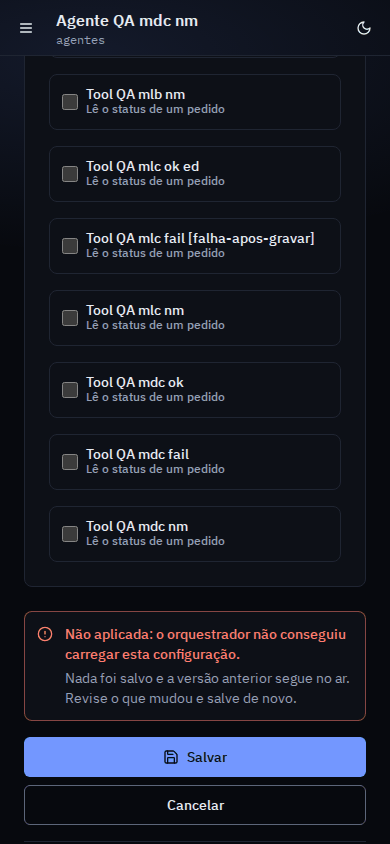 Agente QA mdc nm
agentes
Tool QA mlb nm
Lê o status de um pedido
Tool QA mlc ok ed
Lê o status de um pedido
Tool QA mlc fail [falha-apos-gravar]
Lê o status de um pedido
Tool QA mlc nm
Lê o status de um pedido
Tool QA mdc ok
Lê o status de um pedido
Tool QA mdc fail
Lê o status de um pedido
Tool QA mdc nm
Lê o status de um pedido
Não aplicada: o orquestrador não conseguiu
carregar esta configuração.
Nada foi salvo e a versão anterior segue no ar.
Revise o que mudou e salve de novo.
Salvar
Cancelar